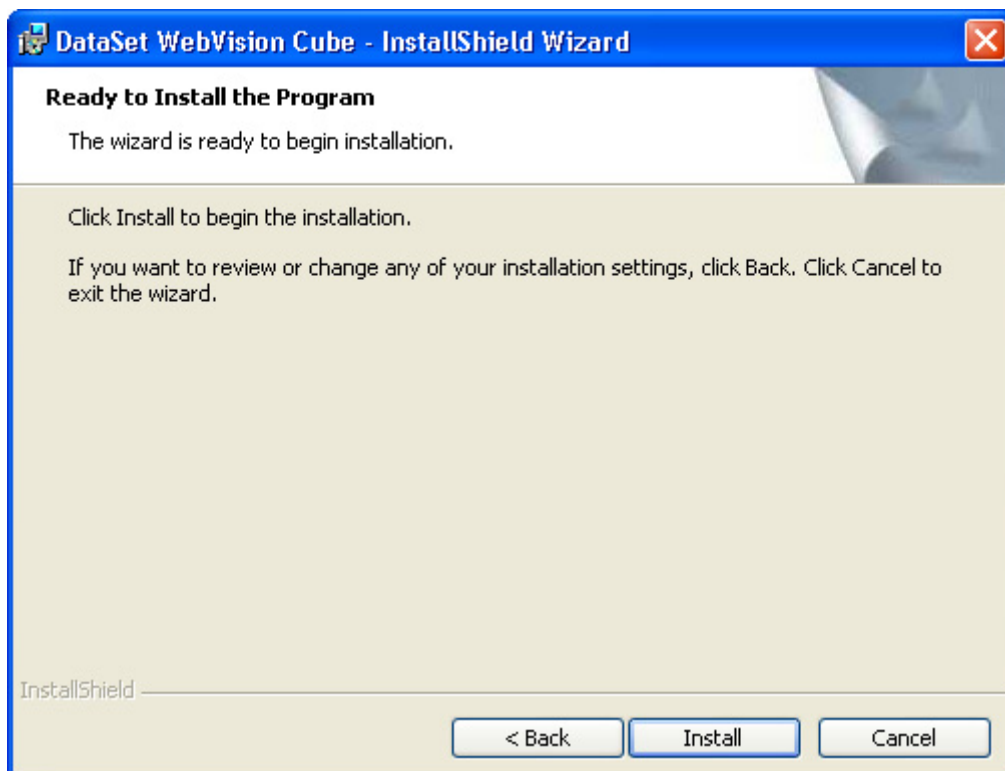 DataSet WebVision Cube - InstallShield Wizard
Ready to Install the Program
The wizard is ready to begin installation.
Click Install to begin the installation.
If you want to review or change any of your installation settings, click Back. Click Cancel to
exit the wizard.
InstallShield
< Back
Install
Cancel